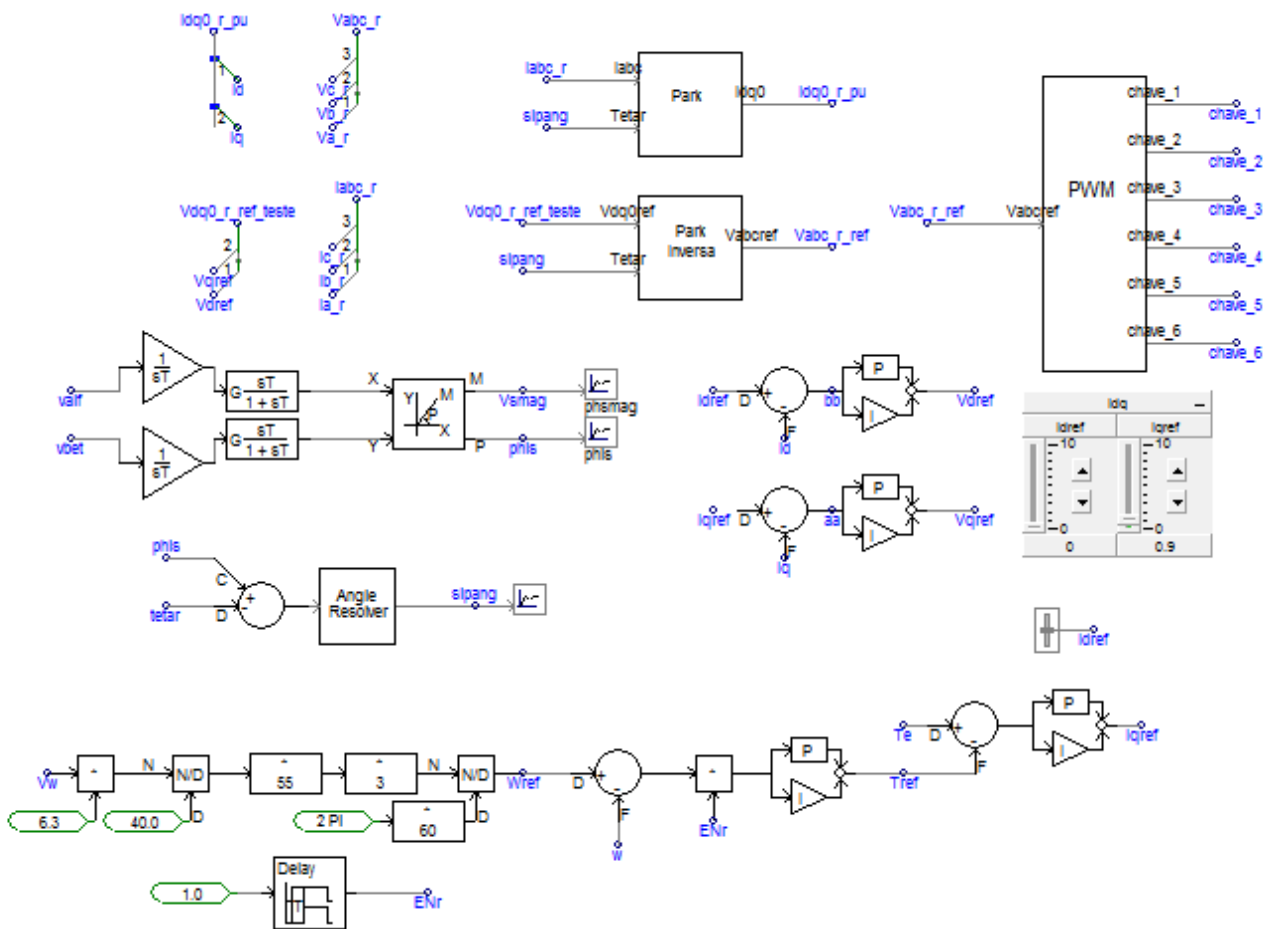 Idq0_r_pu
1
Id
2
Iq
Vabc_r
3
2
Vc_r
1
Vb_r
Va_r
Iabc_r
Iabc
slpang
Tetar
Park
Idq0
Idq0_r_pu
Vdq0_r_ref_teste
2
1
Vqref
Vdref
Iabc_r
3
2
Ic_r
1
Ib_r
Ia_r
Vdq0_r_ref_teste
Vdq0ref
slpang
Tetar
Park
Inversa
Vabcref
Vabc_r_ref
Vabc_r_ref
Vabcref
PWM
chave_1
chave_1
chave_2
chave_2
chave_3
chave_3
chave_4
chave_4
chave_5
chave_5
chave_6
chave_6
valf
1
sT
G sT
1 + sT
X
vbet
1
sT
G sT
1 + sT
Y
Y M
P
X
M
Vsmag
phsmag
P
phis
phis
Idref
D
+
-
F
Id
bb
P
I
Vdref
Iqref
D
+
-
F
Iq
aa
P
I
Vqref
Idq
Idref
Iqref
10
10
0
0
0
0.9
phis
C
tetar
D
+
-
Angle
Resolver
slpang
Idref
Vw
*
6.3
N
N/D
40.0
D
*
55
*
3
N
N/D
2 PI
*
60
D
Wref
D
+
-
F
w
*
ENr
P
I
Tref
Te
D
+
-
F
P
I
Iqref
1.0
Delay
T
ENr